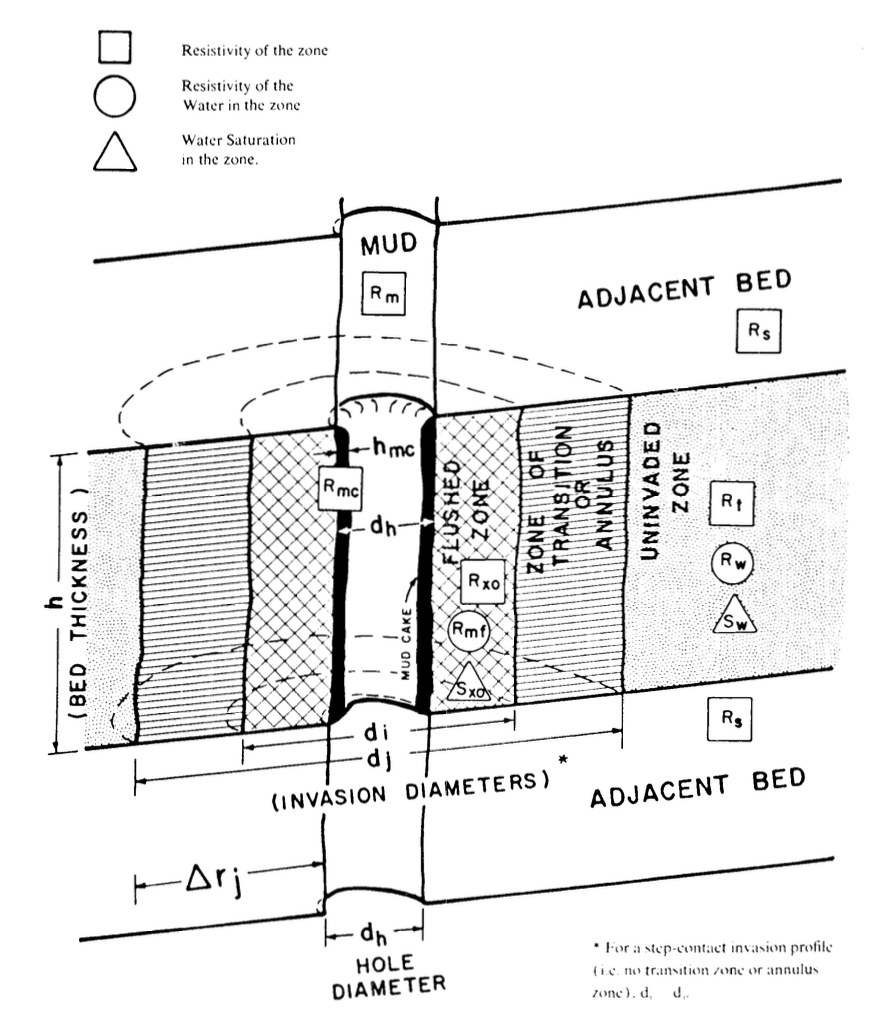 Resistivity of the zone
Resistivity of the
Water in the zone
Water Saturation
in the zone.
MUD
Rm
ADJACENT BED
Rs
hmc
Rmc
dh
MUD CAKE
FLUSHED
ZONE
Rxo
Rmf
Sxo
ZONE OF
TRANSITION
OR
ANNULUS
UNINVADED
ZONE
Rt
Rw
Sw
h
(BED THICKNESS)
Rs
di
dj
(INVASION DIAMETERS) *
ADJACENT BED
Δrj
dh
HOLE
DIAMETER
* For a step-contact invasion profile
(i.e. no transition zone or annulus
zone). d d